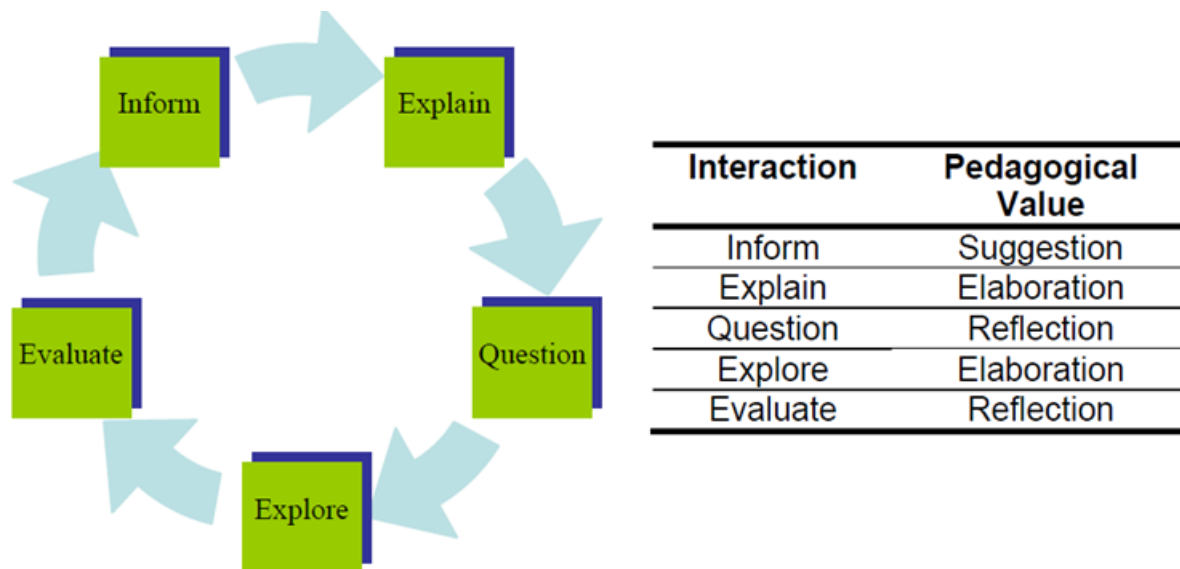 Inform
Explain
Question
Explore
Evaluate
Interaction Pedagogical
Value
Inform Suggestion
Explain Elaboration
Question Reflection
Explore Elaboration
Evaluate Reflection